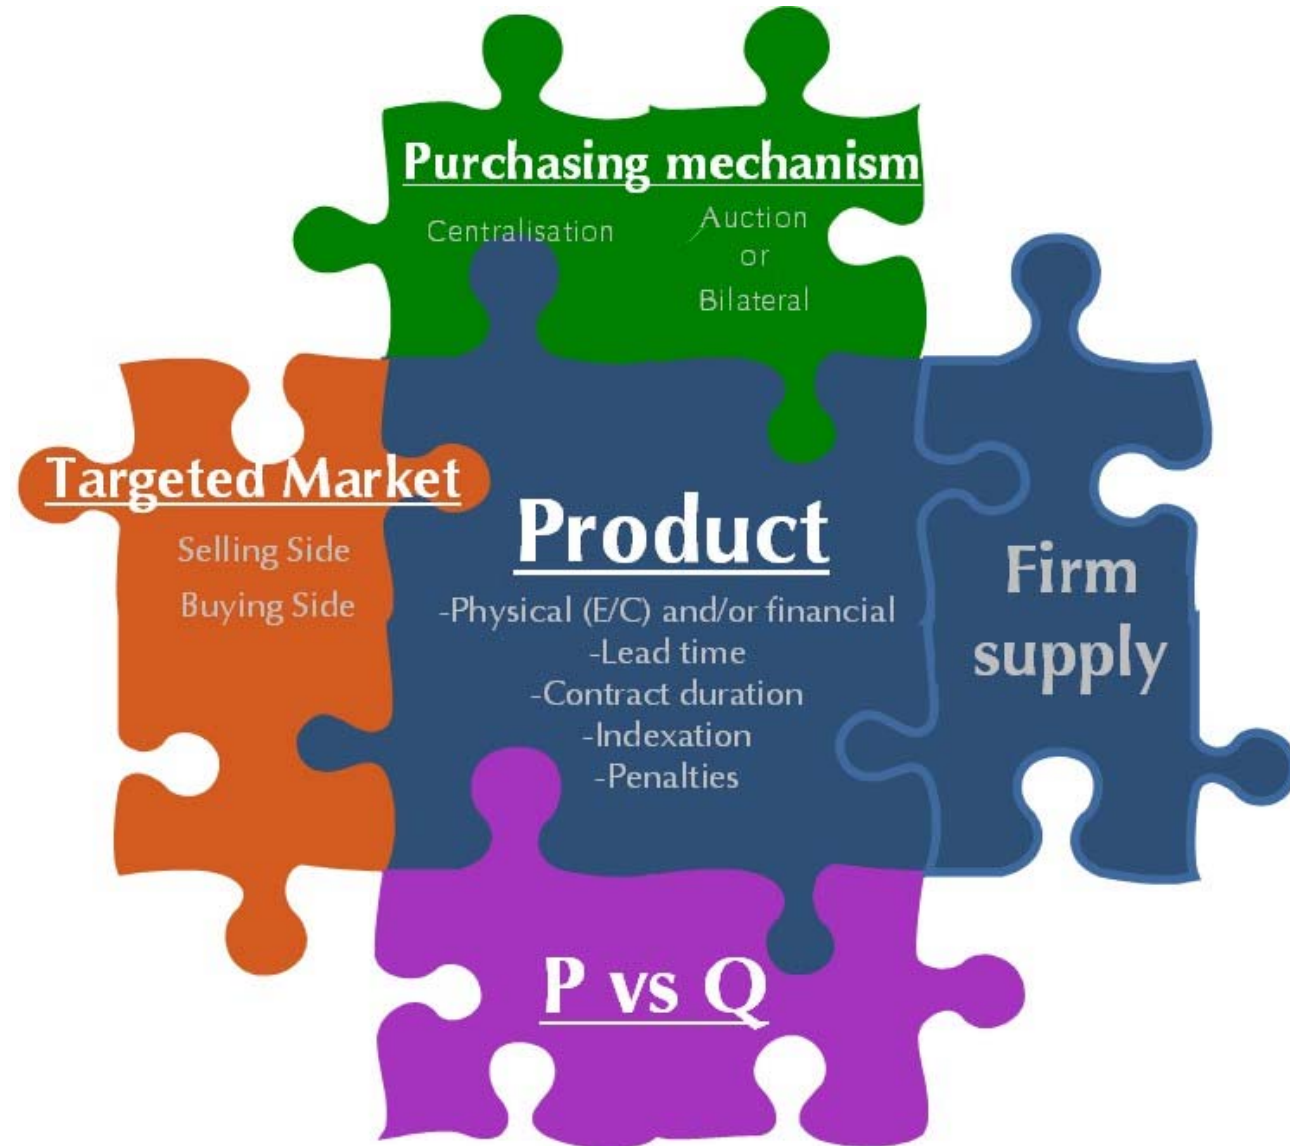 Purchasing mechanism
Centralisation
Auction
or
Bilateral
Targeted Market
Selling Side
Buying Side
Product
-Physical (E/C) and/or financial
-Lead time
-Contract duration
-Indexation
-Penalties
Firm
supply
P vs Q